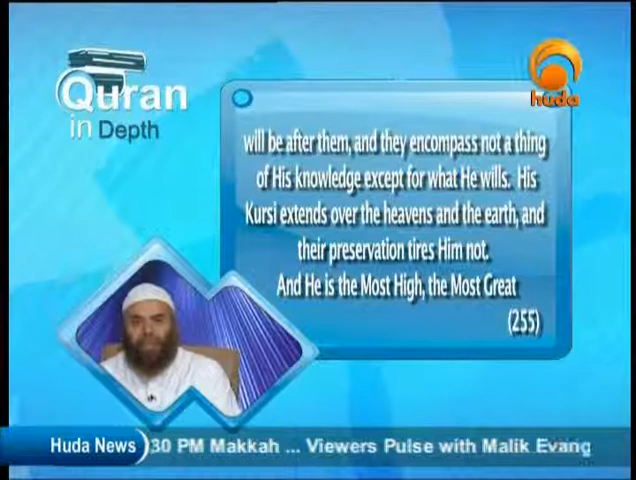 Quran
in Depth
huda
will be after them, and they encompass not a thing
of His knowledge except for what He wills. His
Kursi extends over the heavens and the earth, and
their preservation tires Him not.
And He is the Most High, the Most Great
(255)
Huda News
30 PM Makkah ... Viewers Pulse with Malik Evang